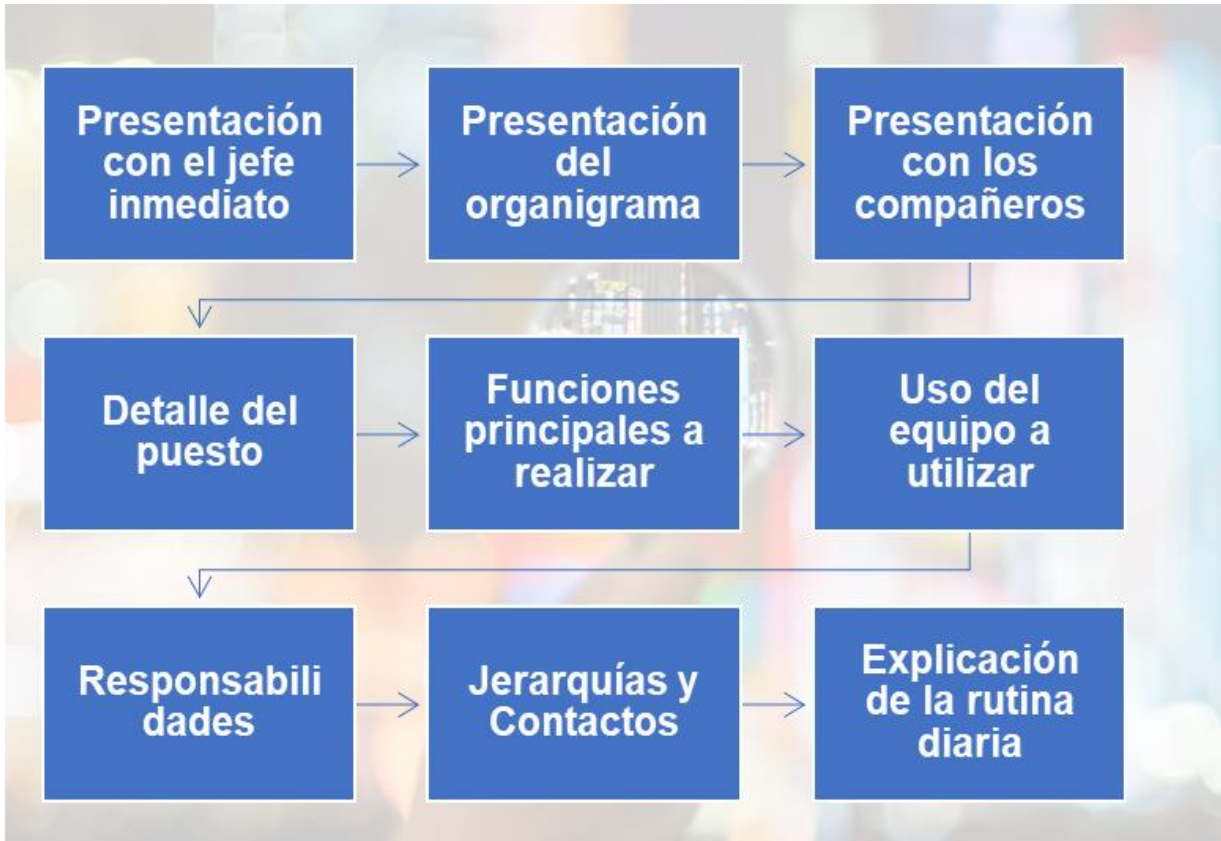 Presentación
con el jefe
inmediato
Presentación
del
organigrama
Presentación
con los
compañeros
Detalle del
puesto
Funciones
principales a
realizar
Uso del
equipo a
utilizar
Responsabili
dades
Jerarquías y
Contactos
Explicación
de la rutina
diaria